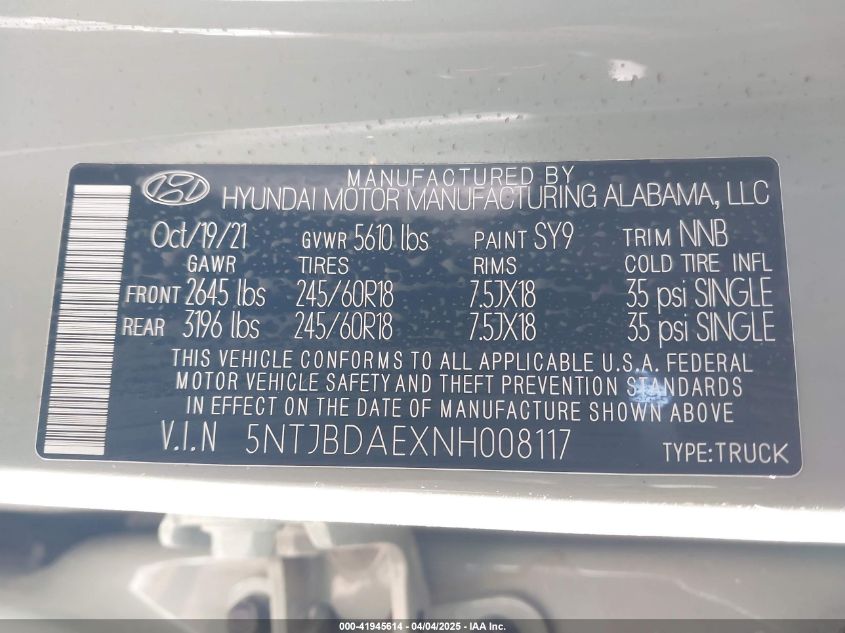 MANUFACTURED BY
HYUNDAI MOTOR MANUFACTURING ALABAMA, LLC
Oct/19/21 GVWR 5610 lbs PAINT SY9 TRIM NNB
GAWR TIRES RIMS COLD TIRE INFL
FRONT 2645 lbs 245/60R18 7.5JX18 35 psi SINGLE
REAR 3196 lbs 245/60R18 7.5JX18 35 psi SINGLE
THIS VEHICLE CONFORMS TO ALL APPLICABLE U.S.A. FEDERAL
MOTOR VEHICLE SAFETY AND THEFT PREVENTION STANDARDS
IN EFFECT ON THE DATE OF MANUFACTURE SHOWN ABOVE
V.I.N 5NTJBDAEXNH008117 TYPE:TRUCK
000-41945614 - 04/04/2025 - IAA Inc.